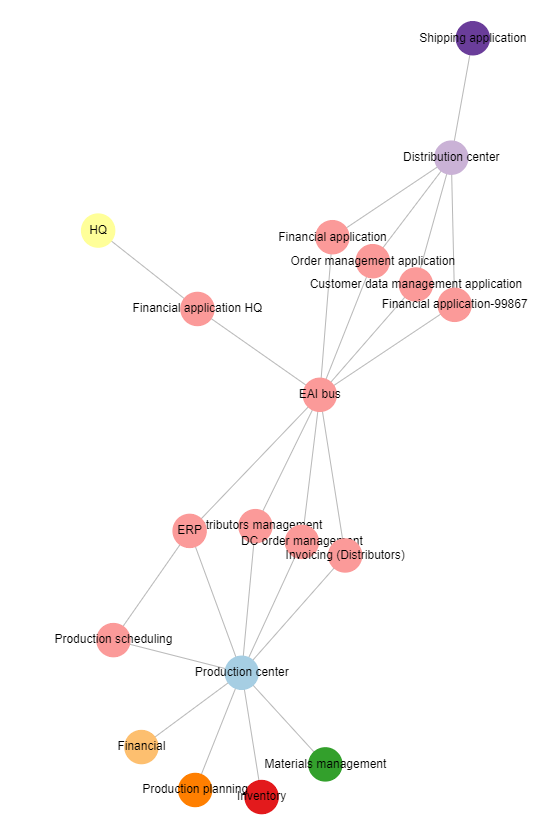 Shipping application
Distribution center
HQ
Financial application
Order management application
Customer data management application
Financial application-99867
Financial application HQ
EAI bus
ERP
tributors management
DC order management
Invoicing (Distributors)
Production scheduling
Production center
Financial
Materials management
Production planning
Inventory